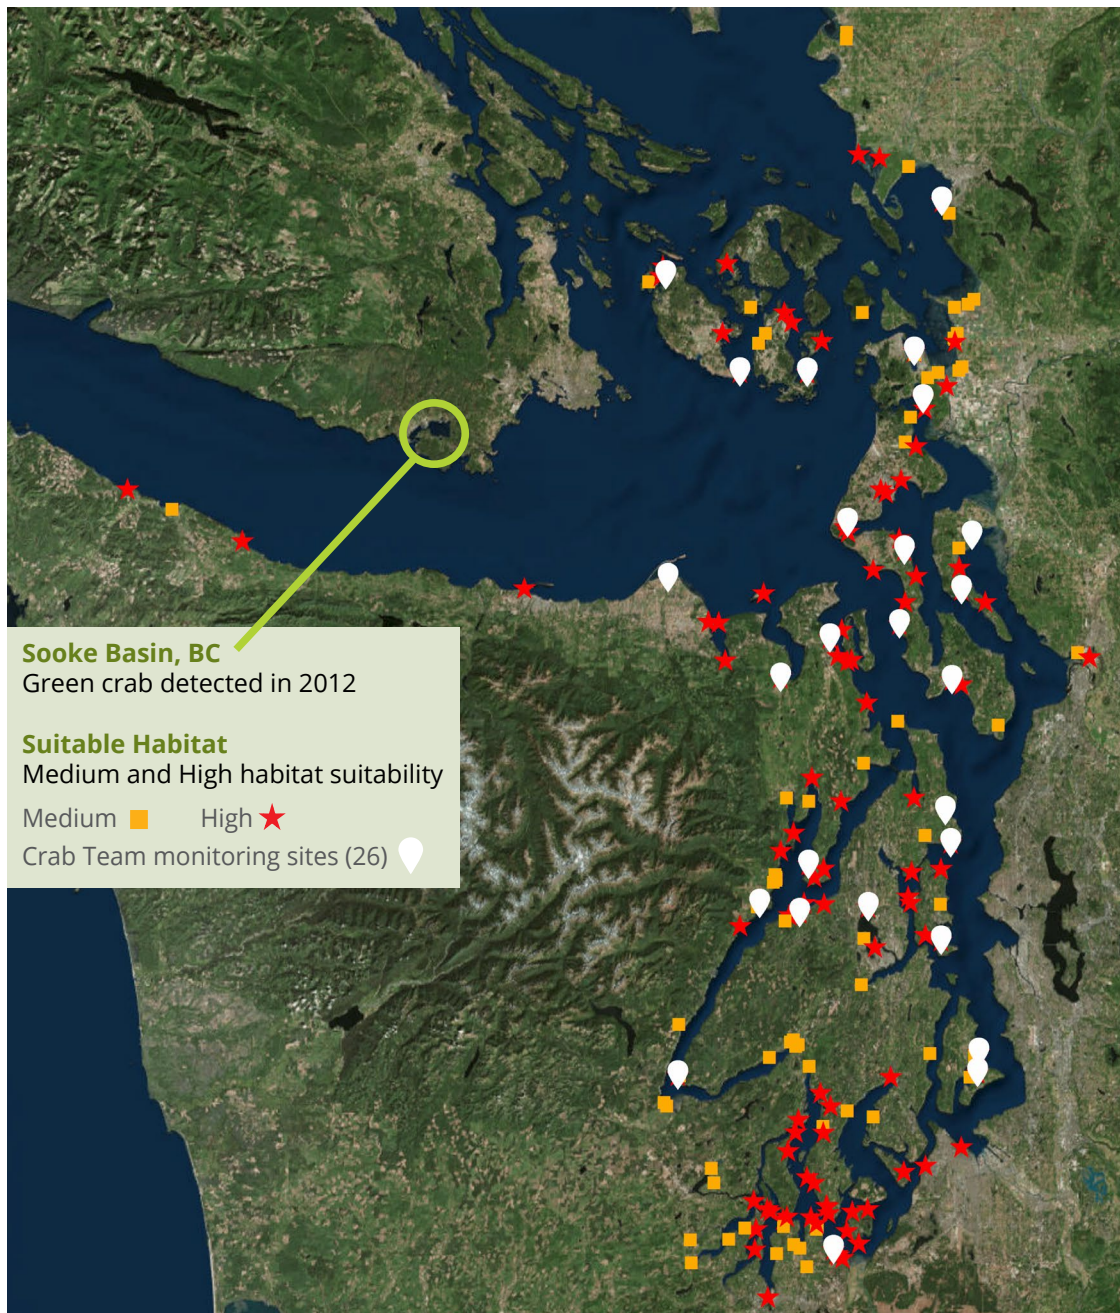 Sooke Basin, BC
Green crab detected in 2012
Suitable Habitat
Medium and High habitat suitability
Medium High
Crab Team monitoring sites (26)